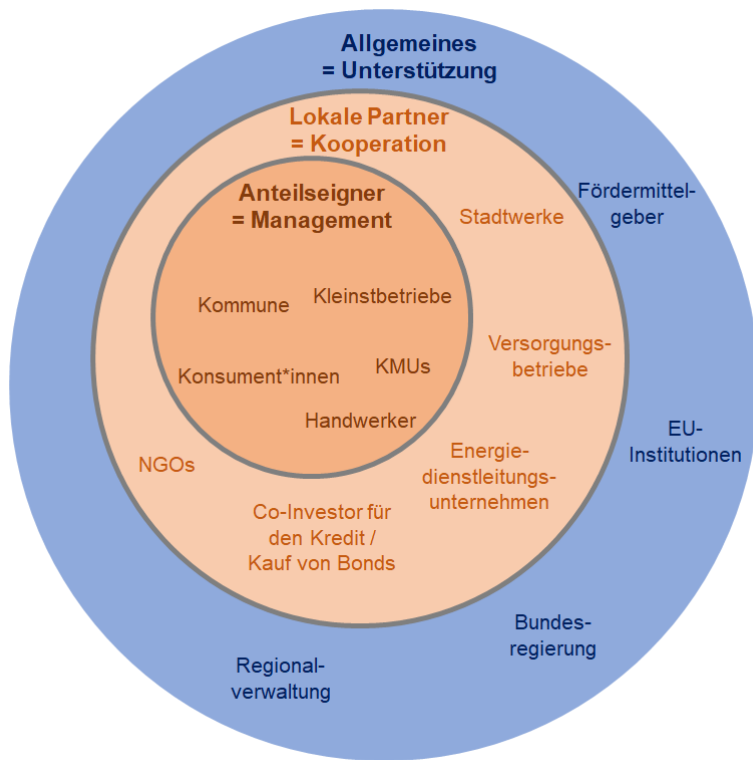 Allgemeines
= Unterstützung
Lokale Partner
= Kooperation
Anteilseigner
= Management
Stadtwerke
Fördermittel-
geber
Kommune
Kleinstbetriebe
Versorgungs-
betriebe
Konsument*innen
KMUs
Handwerker
EU-
Institutionen
NGOs
Energie-
dienstleitungs-
unternehmen
Co-Investor für
den Kredit /
Kauf von Bonds
Bundes-
regierung
Regional-
verwaltung